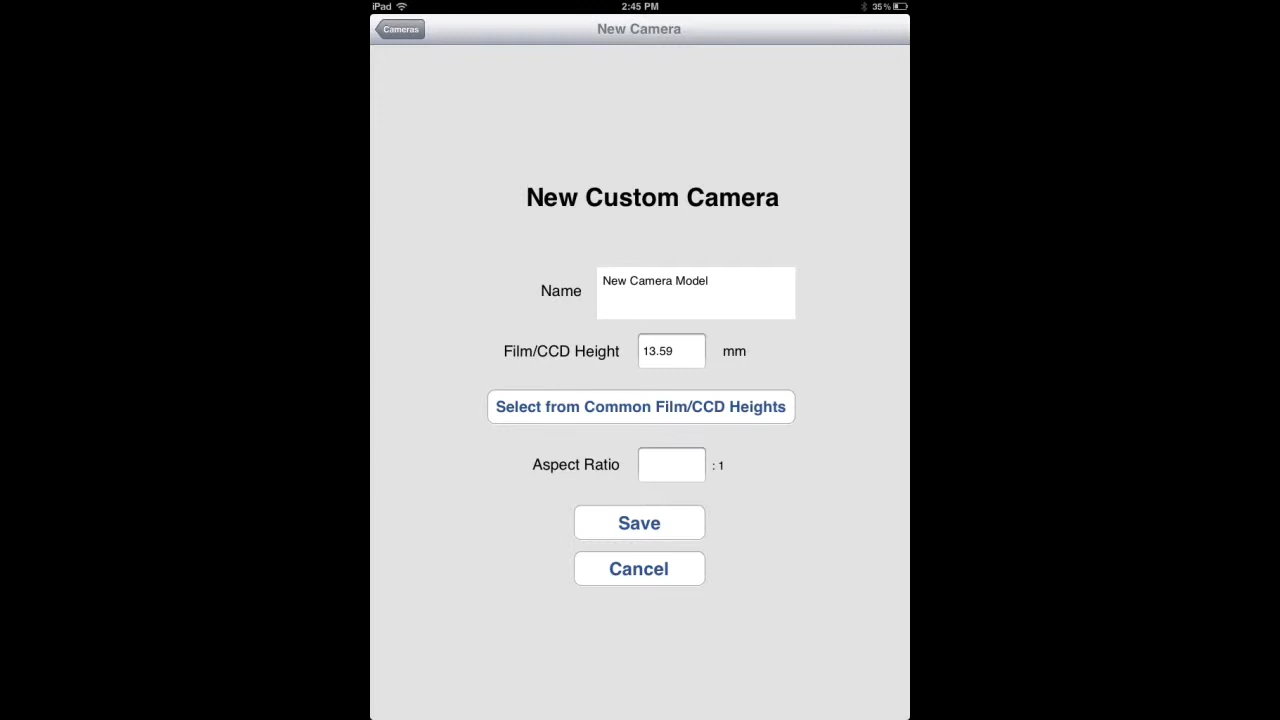 iPad 2:45 PM 35%
Cameras New Camera
New Custom Camera
Name New Camera Model
Film/CCD Height 13.59 mm
Select from Common Film/CCD Heights
Aspect Ratio : 1
Save
Cancel